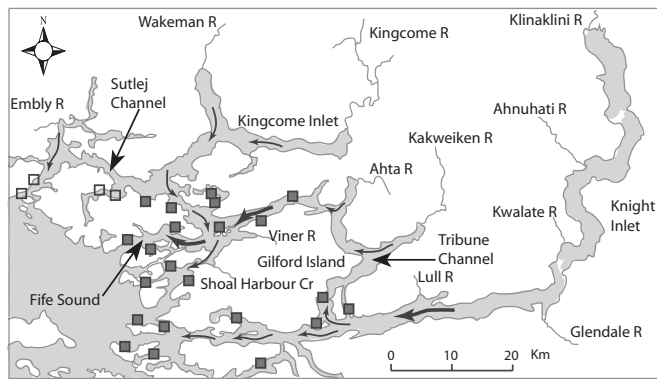 N
Wakeman R
Kingcome R
Klinaklini R
Sutlej
Channel
Embly R
Kingcome Inlet
Ahnuhati R
Kakweiken R
Ahta R
Knight
Inlet
Kwalate R
Viner R
Gilford Island
Tribune
Channel
Lull R
Shoal Harbour Cr
Fife Sound
Glendale R
0 10 20 Km